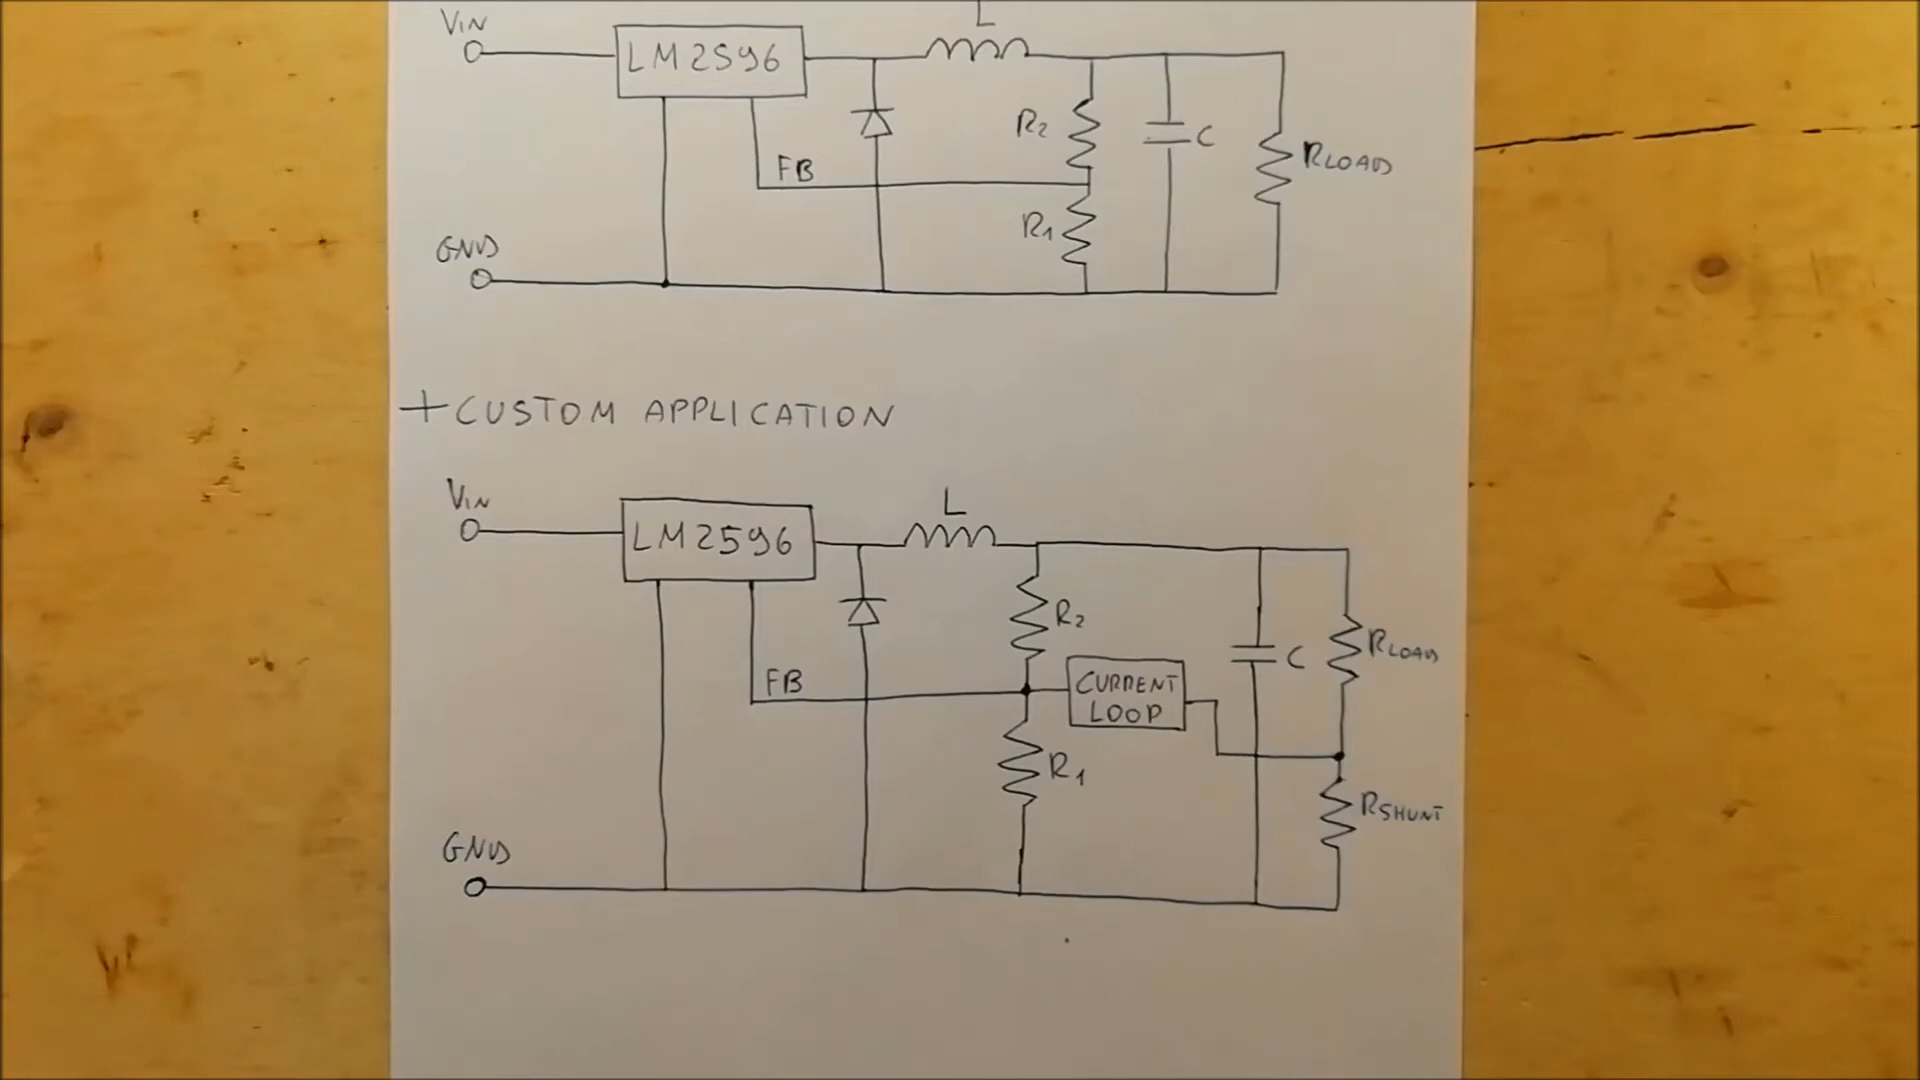 VIN
L
LM2596
R2
C
RLOAD
FB
R1
GND
+CUSTOM APPLICATION
VIN
L
LM2596
R2
C
RLOAD
FB
CURRENT
LOOP
R1
RSHUNT
GND